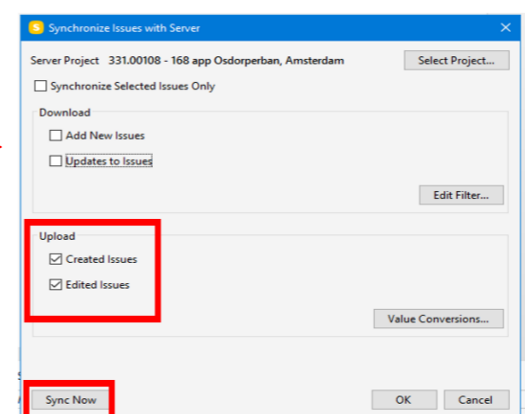 Synchronize Issues with Server
Server Project 331.00108 - 168 app Osdorperban, Amsterdam Select Project...
Synchronize Selected Issues Only
Download
Add New Issues
Updates to Issues
Edit Filter...
Upload
Created Issues
Edited Issues
Value Conversions...
Sync Now OK Cancel